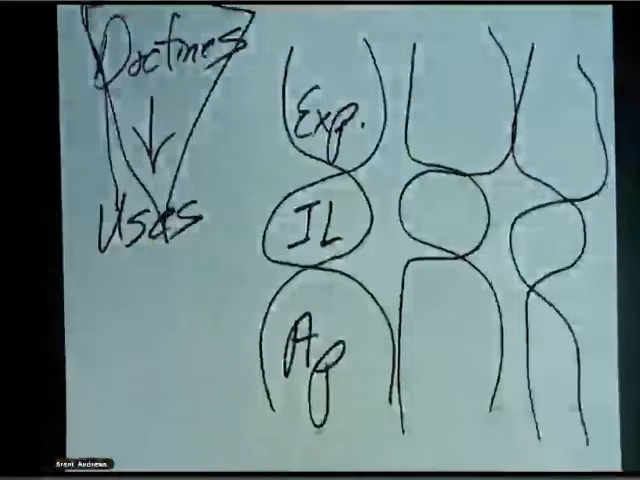 Doctrines
Uses
Exp.
IL
Ap
Brent Andrews